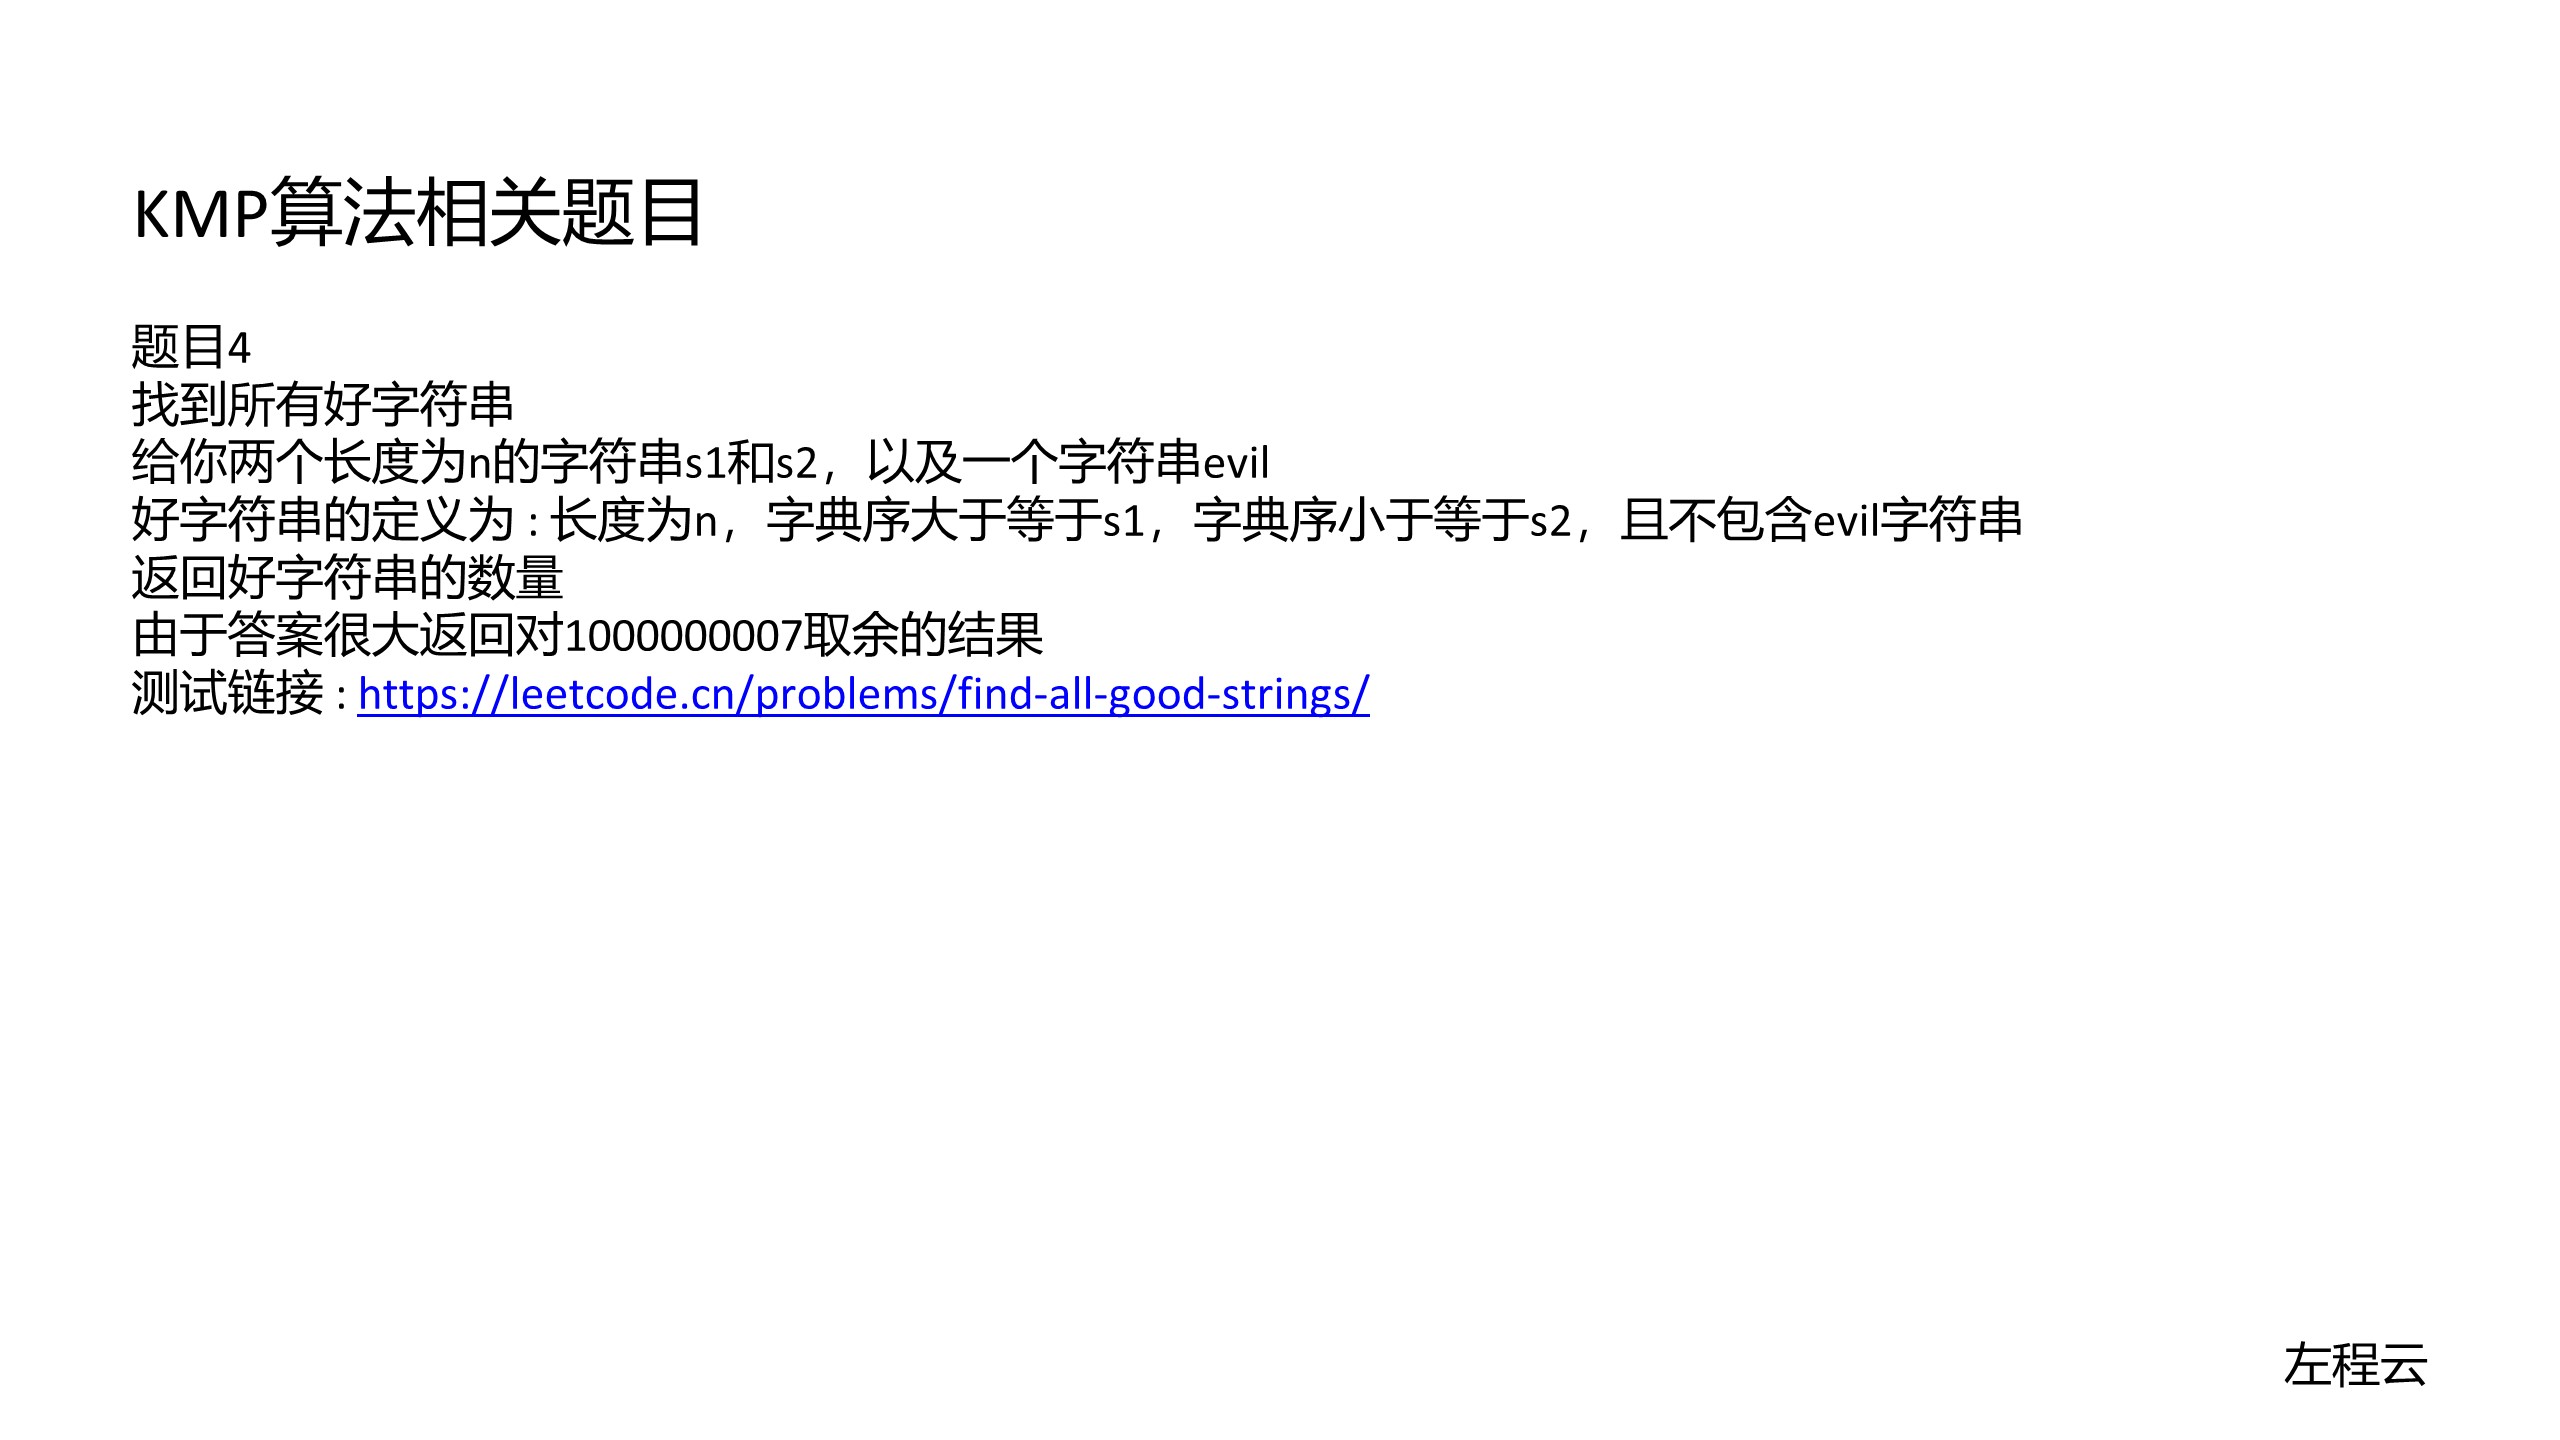 KMP算法相关题目
题目4
找到所有好字符串
给你两个长度为n的字符串s1和s2，以及一个字符串evil
好字符串的定义为 : 长度为n，字典序大于等于s1，字典序小于等于s2，且不包含evil字符串
返回好字符串的数量
由于答案很大返回对1000000007取余的结果
测试链接 : https://leetcode.cn/problems/find-all-good-strings/
左程云